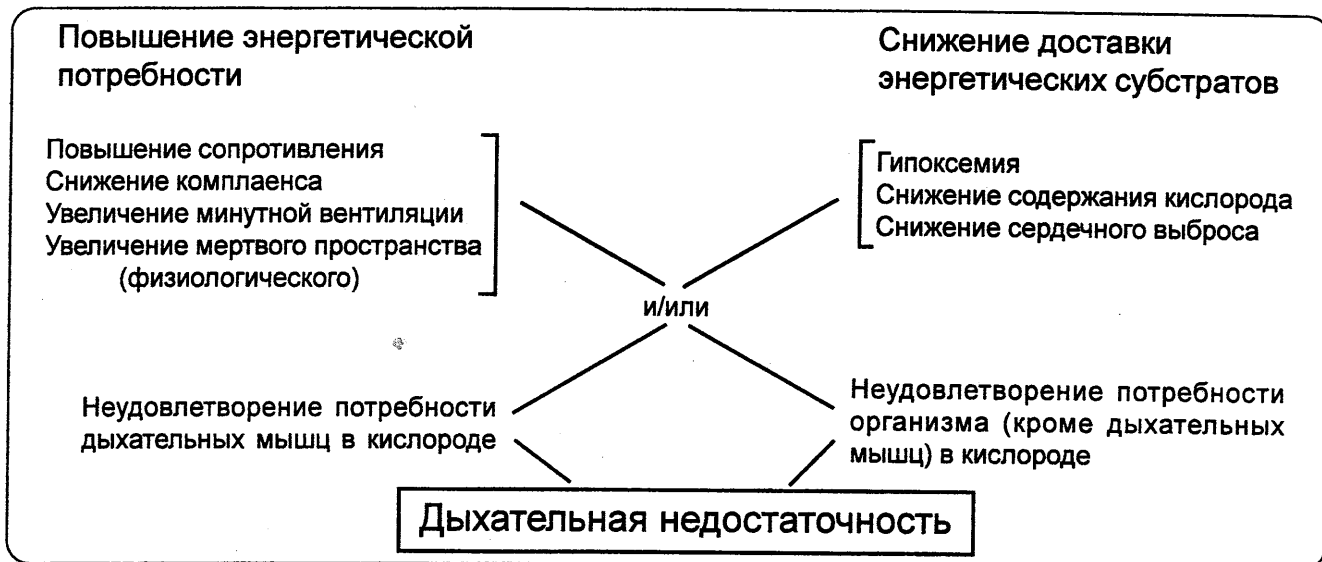 Повышение энергетической
потребности
Снижение доставки
энергетических субстратов
Повышение сопротивления
Снижение комплаенса
Увеличение минутной вентиляции
Увеличение мертвого пространства
(физиологического)
Гипоксемия
Снижение содержания кислорода
Снижение сердечного выброса
и/или
Неудовлетворение потребности
дыхательных мышц в кислороде
Неудовлетворение потребности
организма (кроме дыхательных
мышц) в кислороде
Дыхательная недостаточность